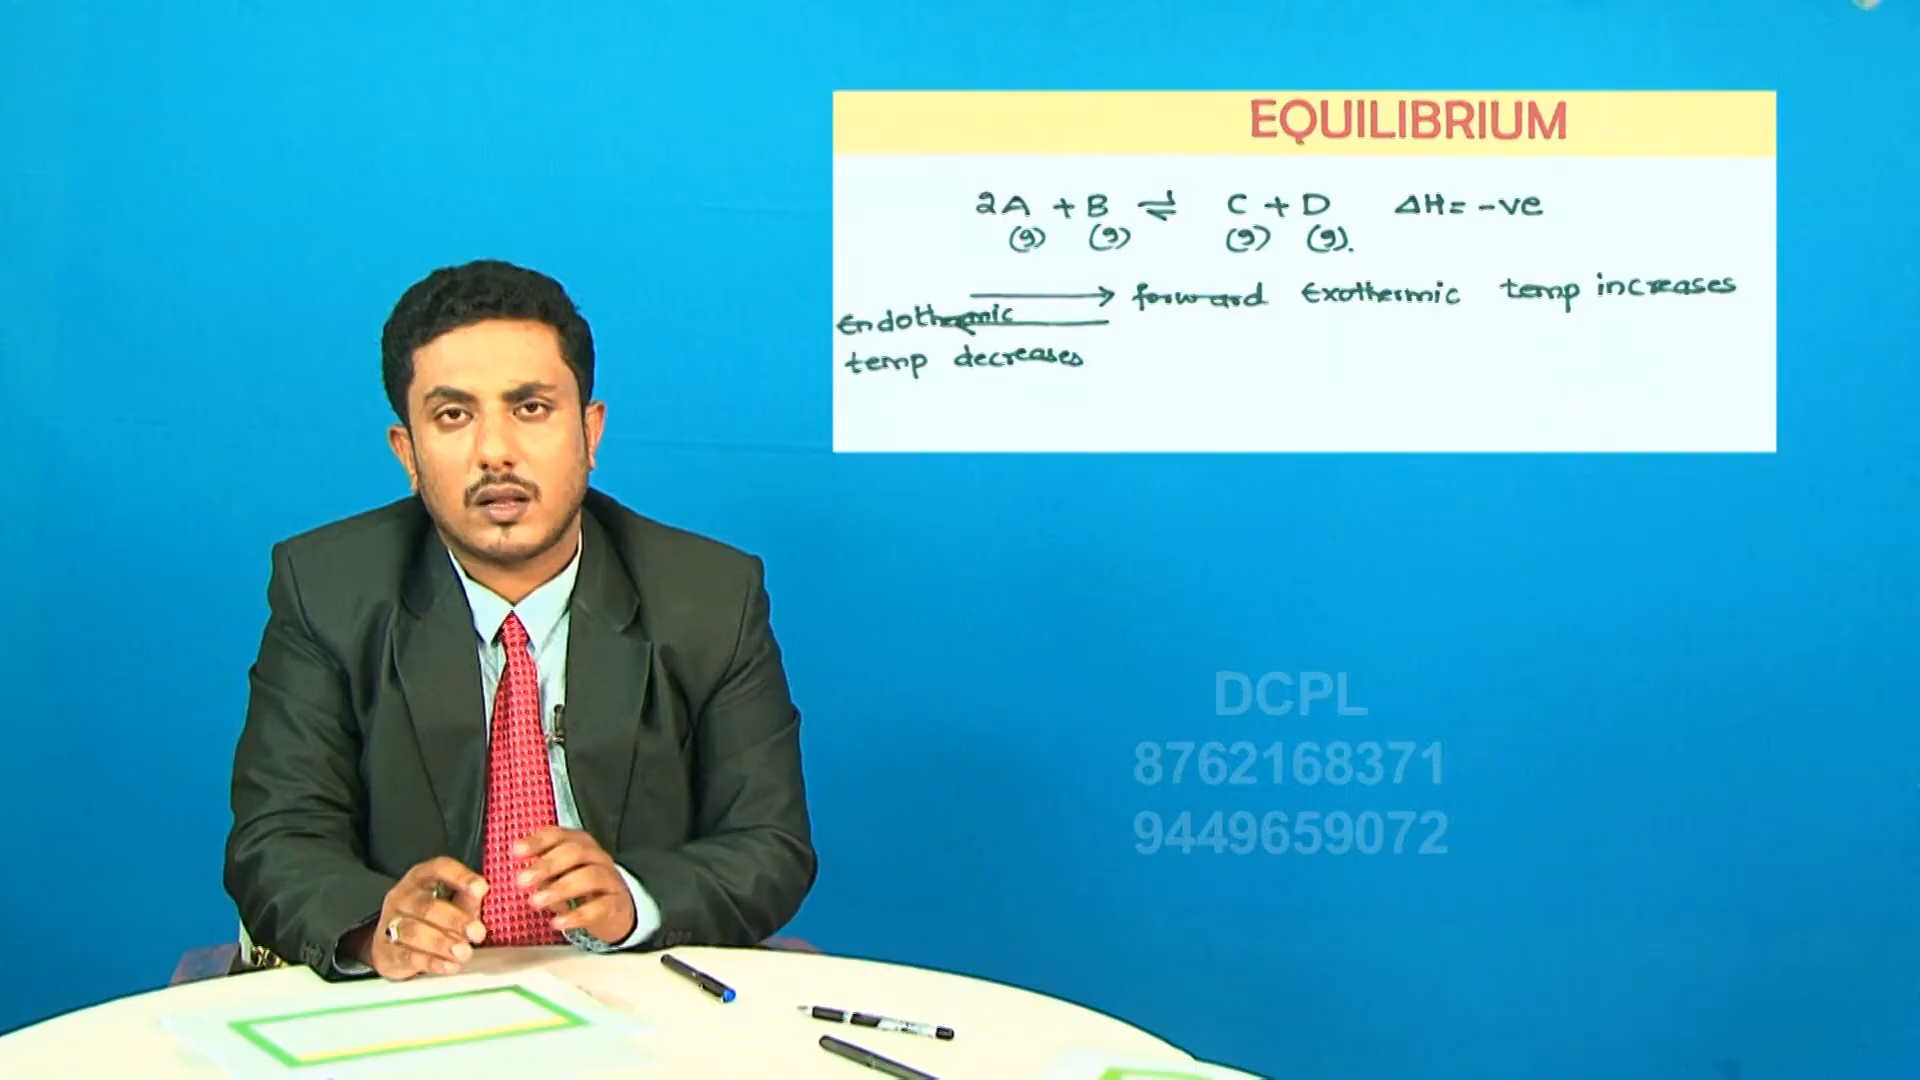 EQUILIBRIUM
2A + B ⇌ C + D ΔH = -ve
(g) (g) (g) (g).
→ forward Exothermic temp increases
Endothermic ←
temp decreases
DCPL
8762168371
9449659072